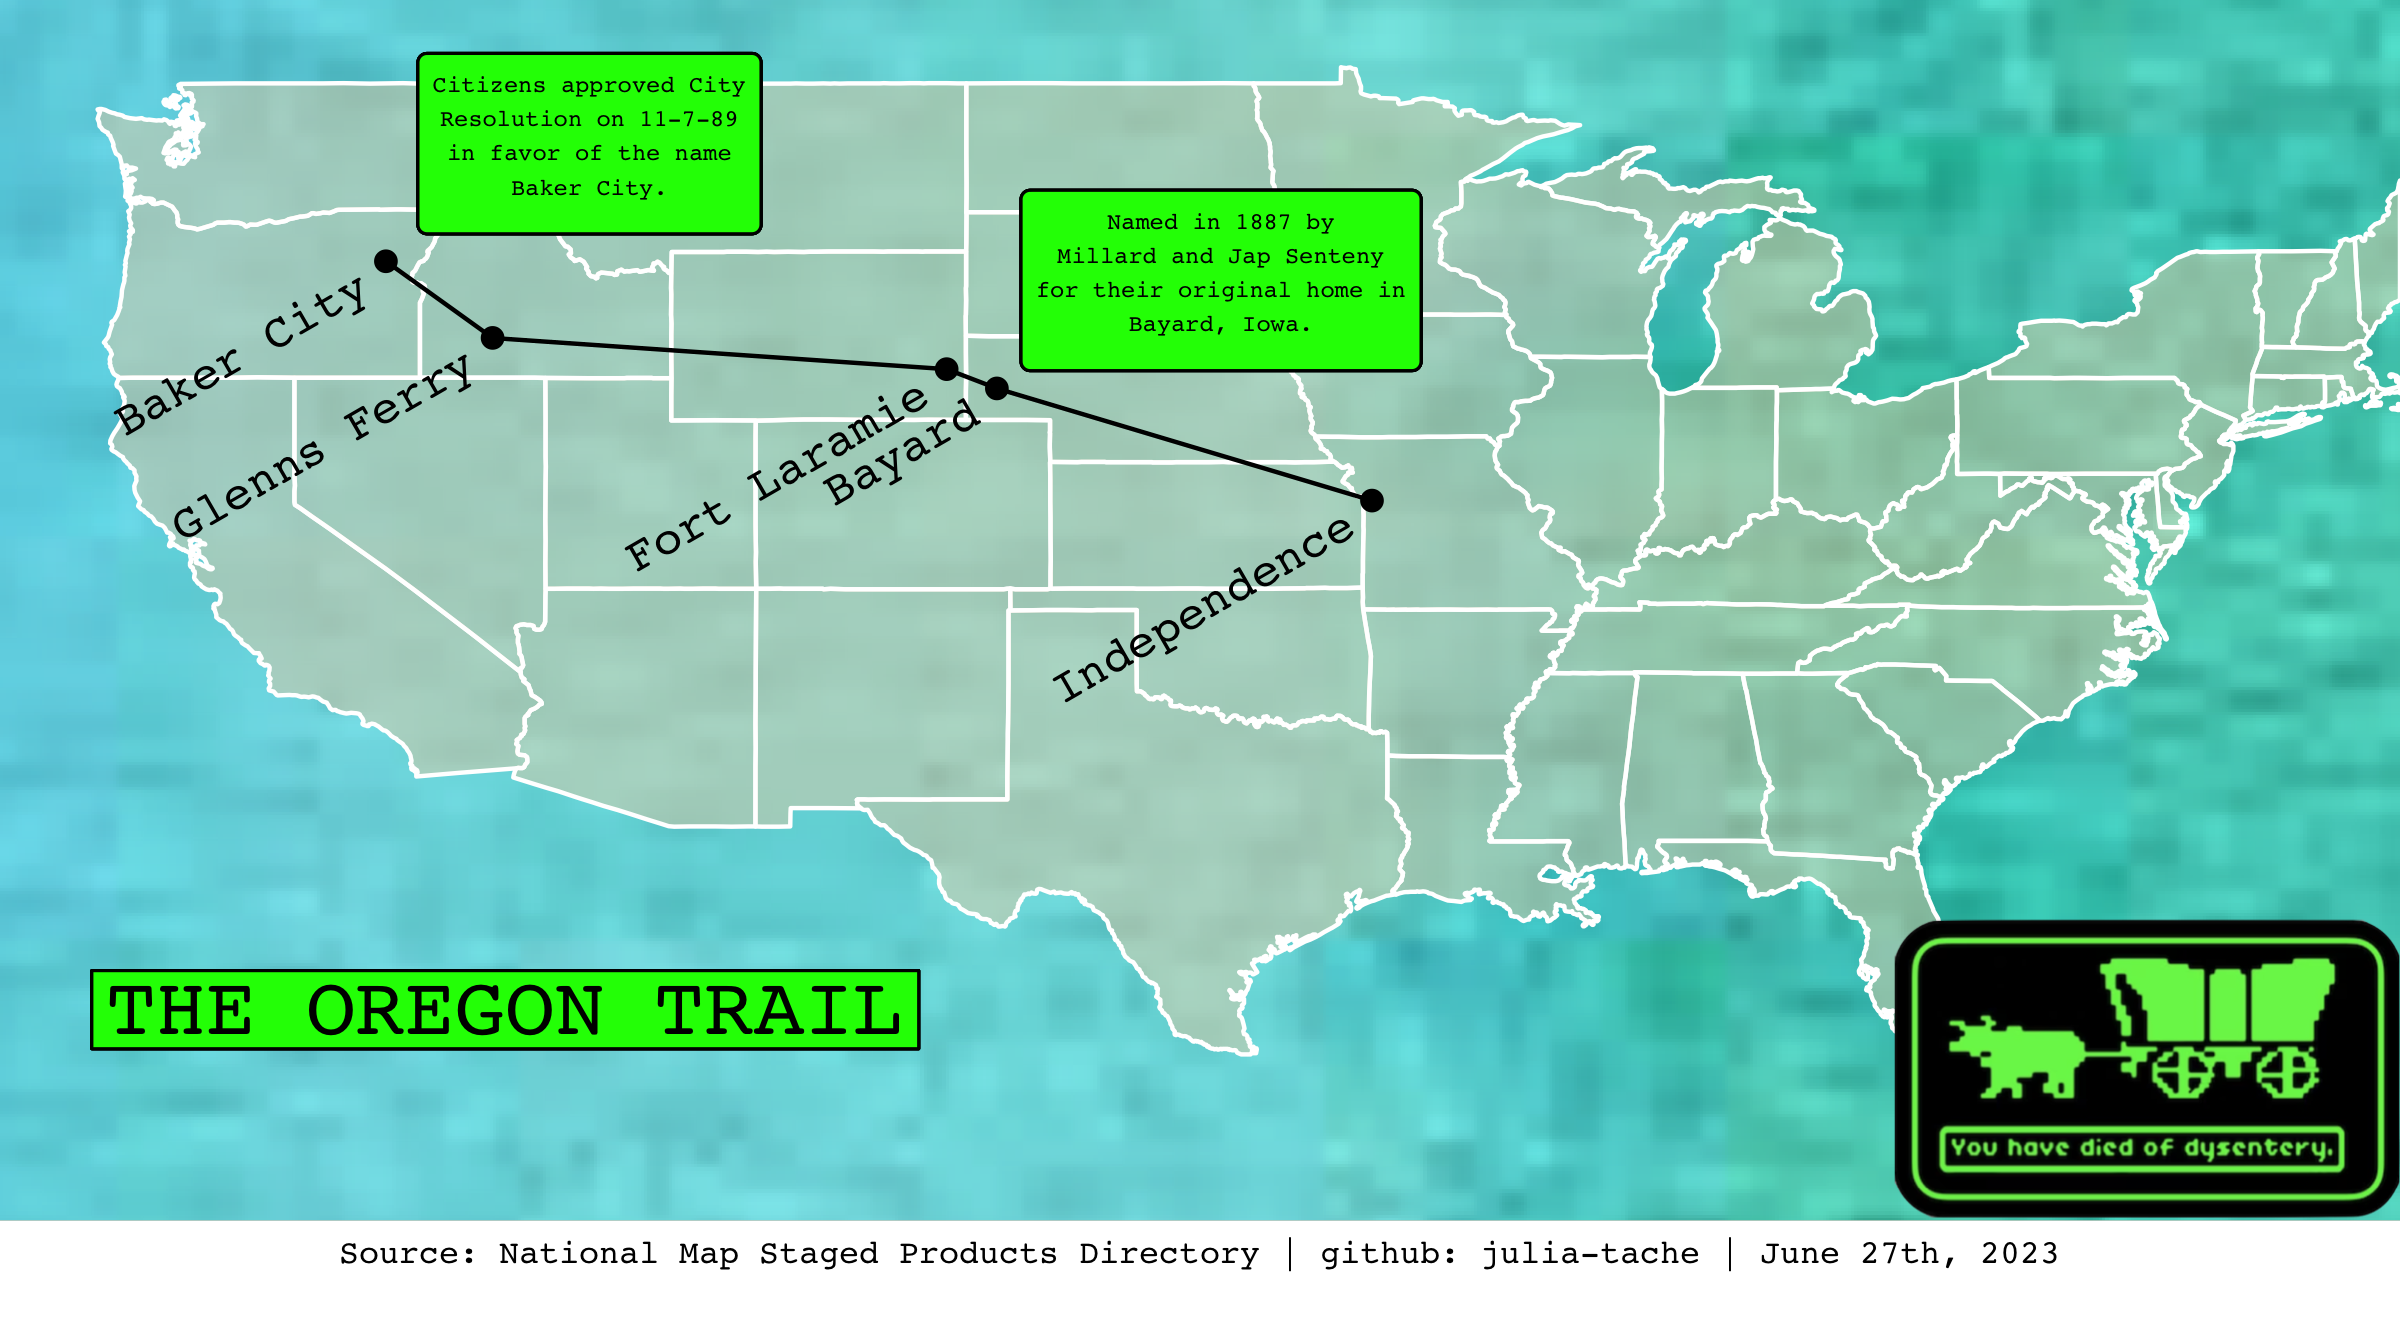 Citizens approved City
Resolution on 11-7-89
in favor of the name
Baker City.
Named in 1887 by
Millard and Jap Senteny
for their original home in
Bayard, Iowa.
Baker City
Glenns Ferry
Fort Laramie
Bayard
Independence
THE OREGON TRAIL
You have died of dysentery.
Source: National Map Staged Products Directory | github: julia-tache | June 27th, 2023